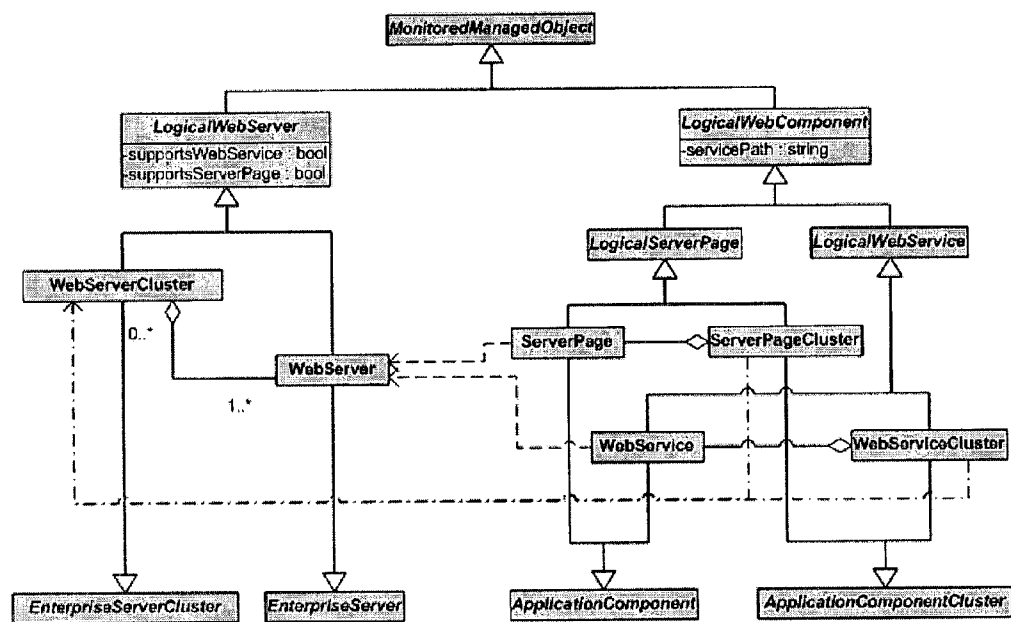 MonitoredManagedObject
LogicalWebServer
-supportsWebService : bool
-supportsServerPage : bool
LogicalWebComponent
-servicePath : string
LogicalServerPage
LogicalWebService
WebServerCluster
0..*
ServerPage
ServerPageCluster
WebServer
1..*
WebService
WebServiceCluster
EnterpriseServerCluster
EnterpriseServer
ApplicationComponent
ApplicationComponentCluster